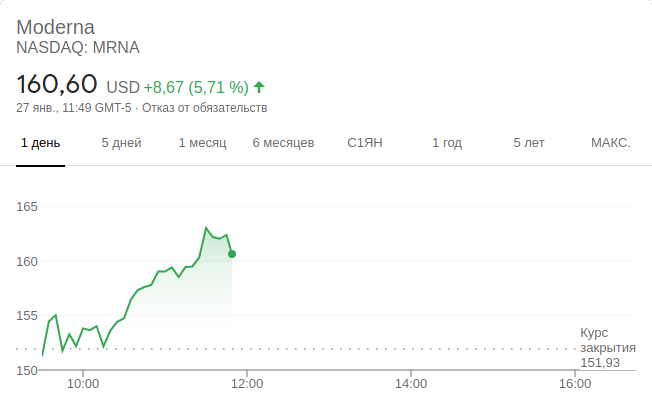 Moderna
NASDAQ: MRNA
160,60 USD +8,67 (5,71 %)
27 янв., 11:49 GMT-5 · Отказ от обязательств
1 день 5 дней 1 месяц 6 месяцев С1ЯН 1 год 5 лет МАКС.
165
160
155
150
Курс
закрытия
151,93
10:00 12:00 14:00 16:00